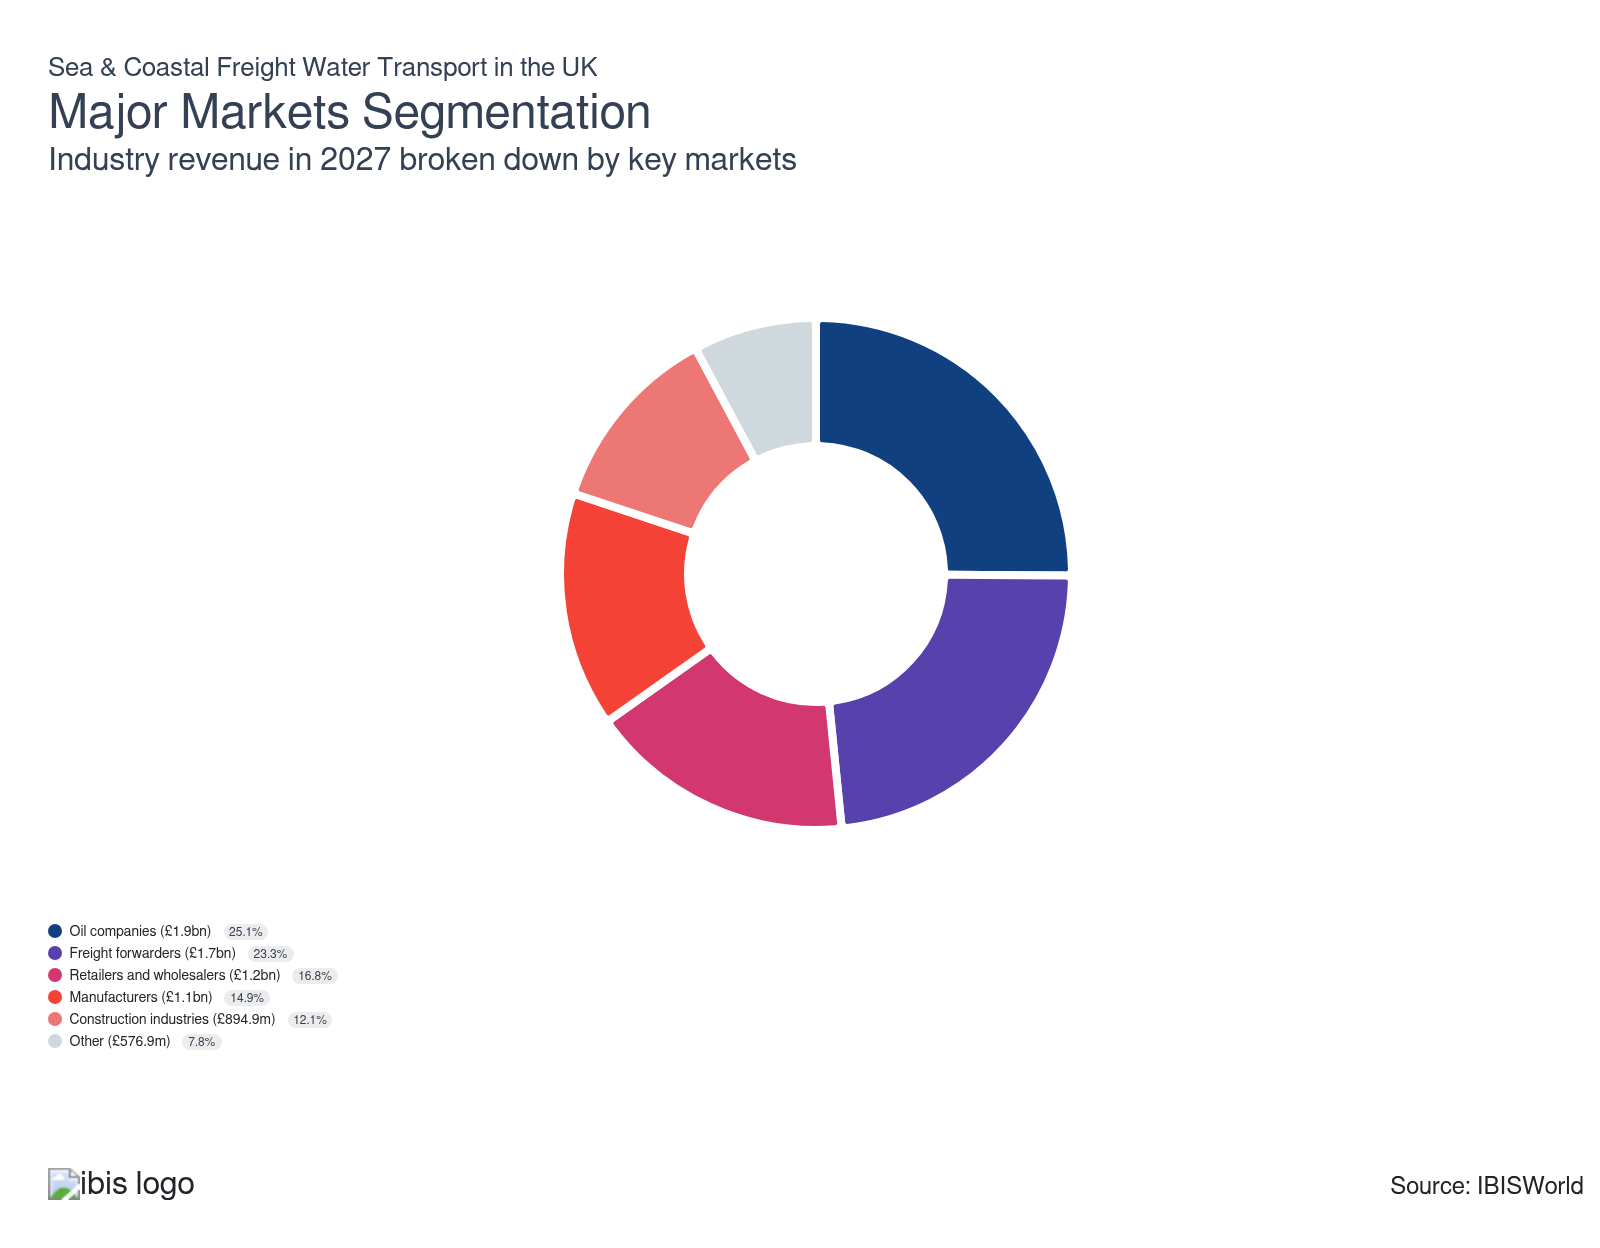 Sea & Coastal Freight Water Transport in the UK
Major Markets Segmentation
Industry revenue in 2027 broken down by key markets
Oil companies (£1.9bn) 25.1%
Freight forwarders (£1.7bn) 23.3%
Retailers and wholesalers (£1.2bn) 16.8%
Manufacturers (£1.1bn) 14.9%
Construction industries (£894.9m) 12.1%
Other (£576.9m) 7.8%
ibis logo
Source: IBISWorld